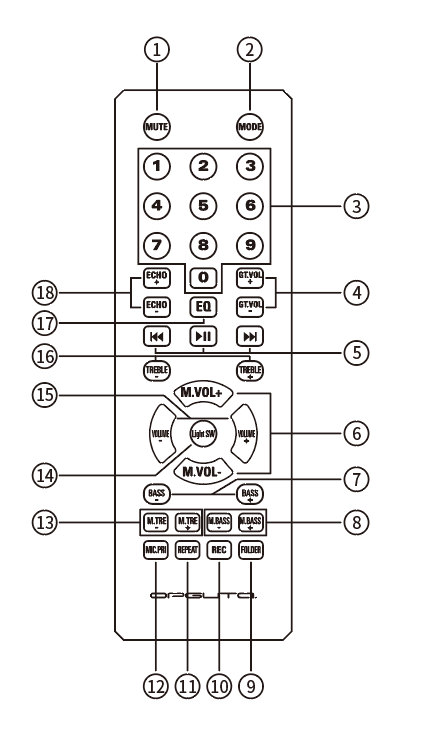 ① ②
MUTE MODE
1 2 3
4 5 6 ③
7 8 9
ECHO + 0 GT.VOL +
⑱ ④
ECHO - EQ GT.VOL -
⑰
⏮ ⏯ ⏭
⑯ ⑤
TREBLE - TREBLE +
⑮ M.VOL+
VOLUME - Light SW VOLUME + ⑥
⑭ M.VOL-
⑦
BASS - BASS +
⑬ M.TRE - M.TRE + M.BASS - M.BASS + ⑧
MIC.PRI REPEAT REC FOLDER
ORGUTA.
⑫ ⑪ ⑩ ⑨